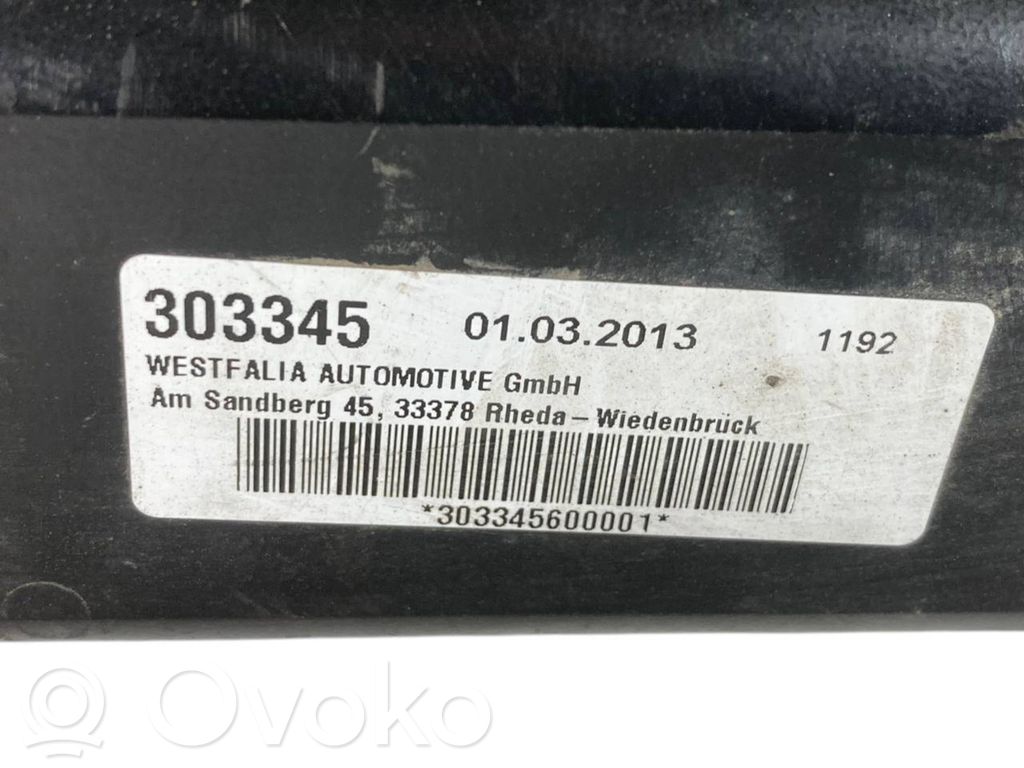 303345 01.03.2013 1192
WESTFALIA AUTOMOTIVE GmbH
Am Sandberg 45, 33378 Rheda-Wiedenbrück
*303345600001*
Ovoko